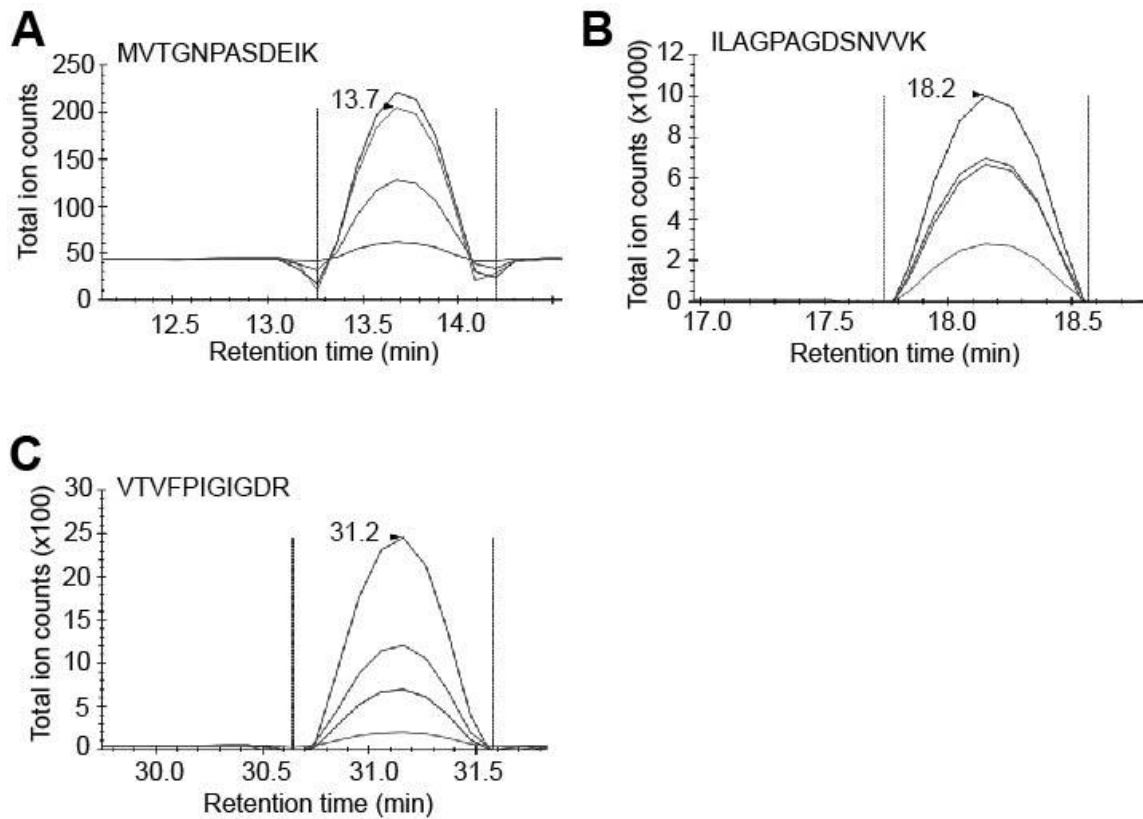 A
MVTGNPASDEIK
Total ion counts
250
200
150
100
50
0
13.7
12.5 13.0 13.5 14.0
Retention time (min)
B
ILAGPAGDSNVVK
Total ion counts (x1000)
12
10
8
6
4
2
0
18.2
17.0 17.5 18.0 18.5
Retention time (min)
C
VTVFPIGIGDR
Total ion counts (x100)
30
25
20
15
10
5
0
31.2
30.0 30.5 31.0 31.5
Retention time (min)